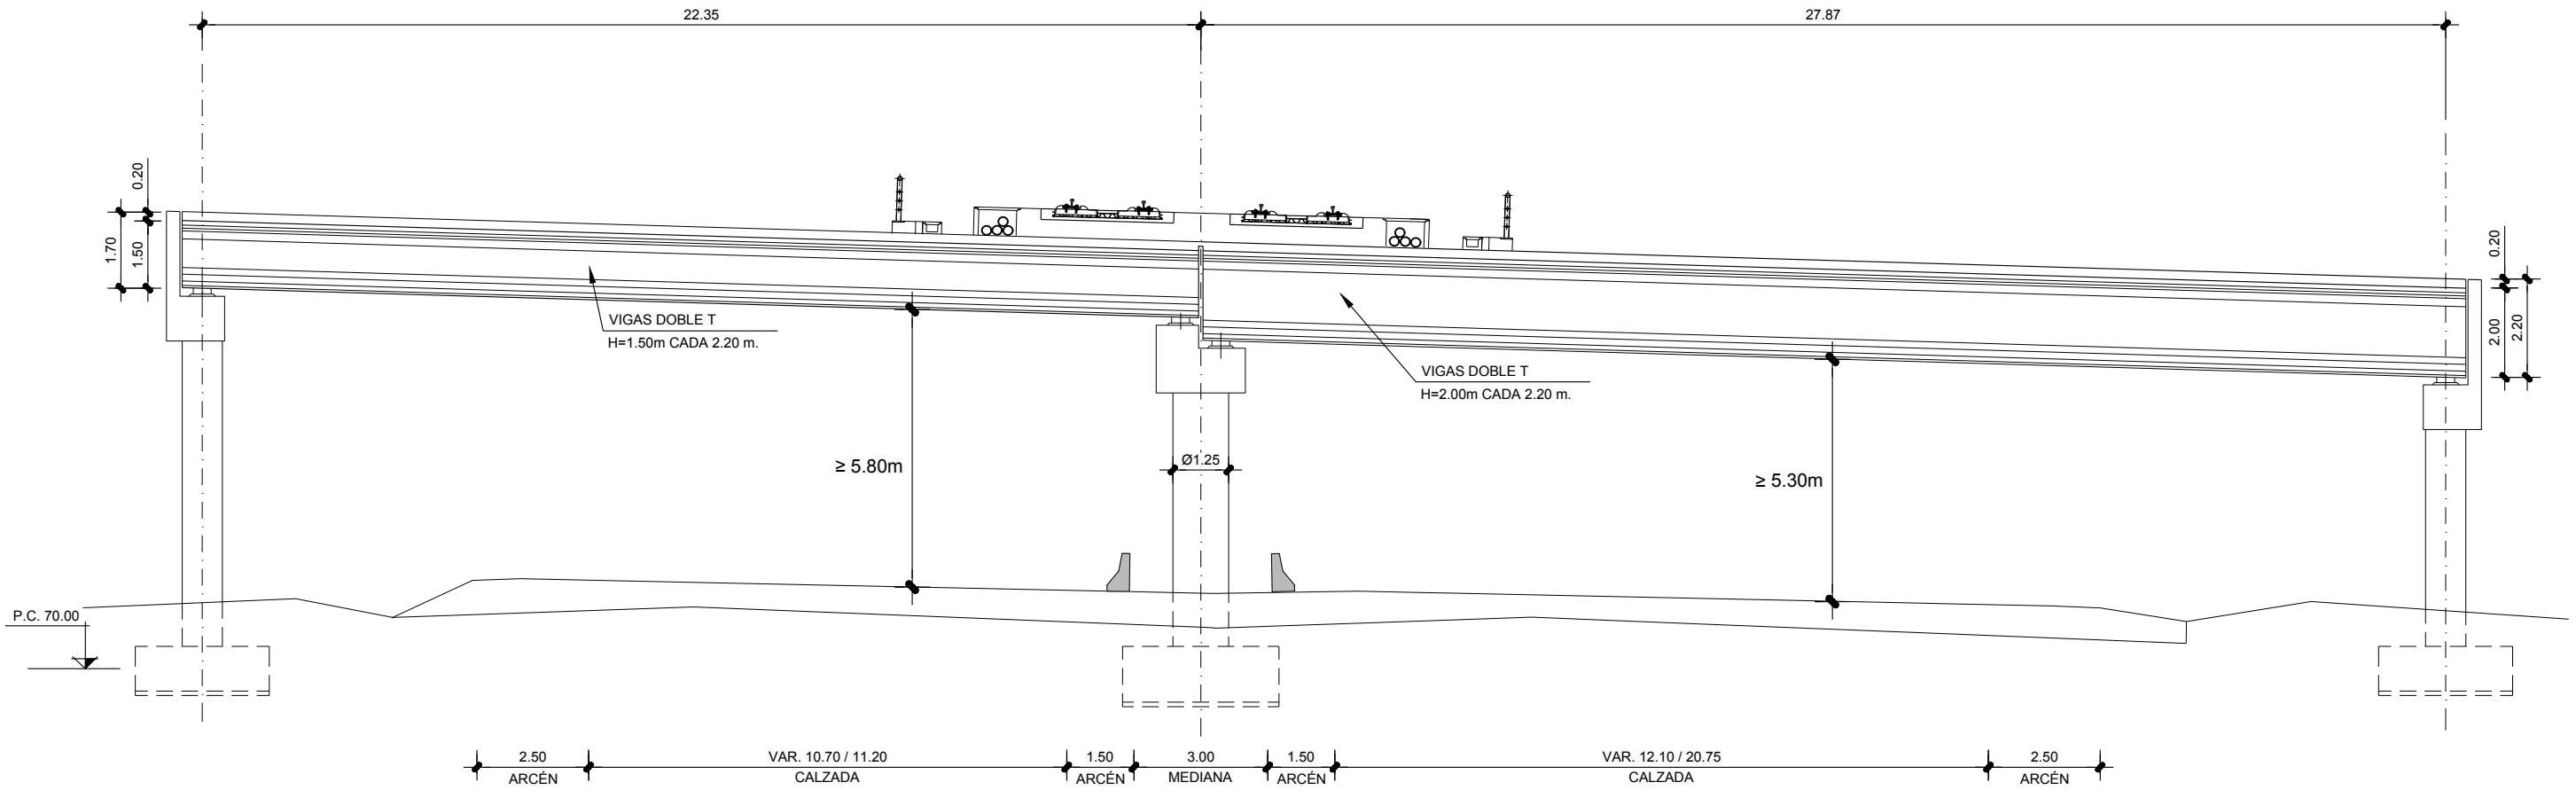 22.35
27.87
0.20
1.70
1.50
0.20
2.00
2.20
VIGAS DOBLE T
H=1.50m CADA 2.20 m.
VIGAS DOBLE T
H=2.00m CADA 2.20 m.
≥ 5.80m
Ø1.25
≥ 5.30m
P.C. 70.00
2.50
ARCÉN
VAR. 10.70 / 11.20
CALZADA
1.50
ARCÉN
3.00
MEDIANA
1.50
ARCÉN
VAR. 12.10 / 20.75
CALZADA
2.50
ARCÉN